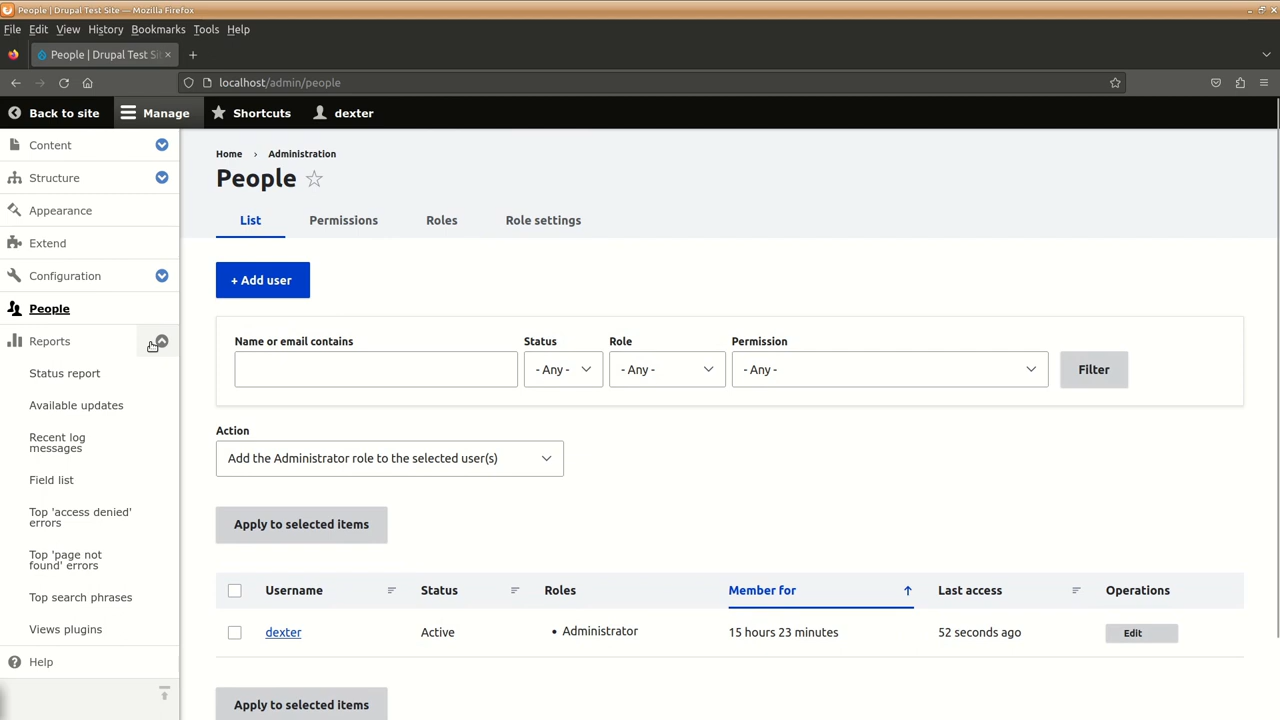 People | Drupal Test Site — Mozilla Firefox
File Edit View History Bookmarks Tools Help
People | Drupal Test Sit
localhost/admin/people
Back to site Manage Shortcuts dexter
Content
Structure
Appearance
Extend
Configuration
People
Reports
Status report
Available updates
Recent log
messages
Field list
Top 'access denied'
errors
Top 'page not
found' errors
Top search phrases
Views plugins
Help
Home › Administration
People
List Permissions Roles Role settings
+ Add user
Name or email contains Status Role Permission
- Any - - Any - - Any - Filter
Action
Add the Administrator role to the selected user(s)
Apply to selected items
Username Status Roles Member for Last access Operations
dexter Active • Administrator 15 hours 23 minutes 52 seconds ago Edit
Apply to selected items